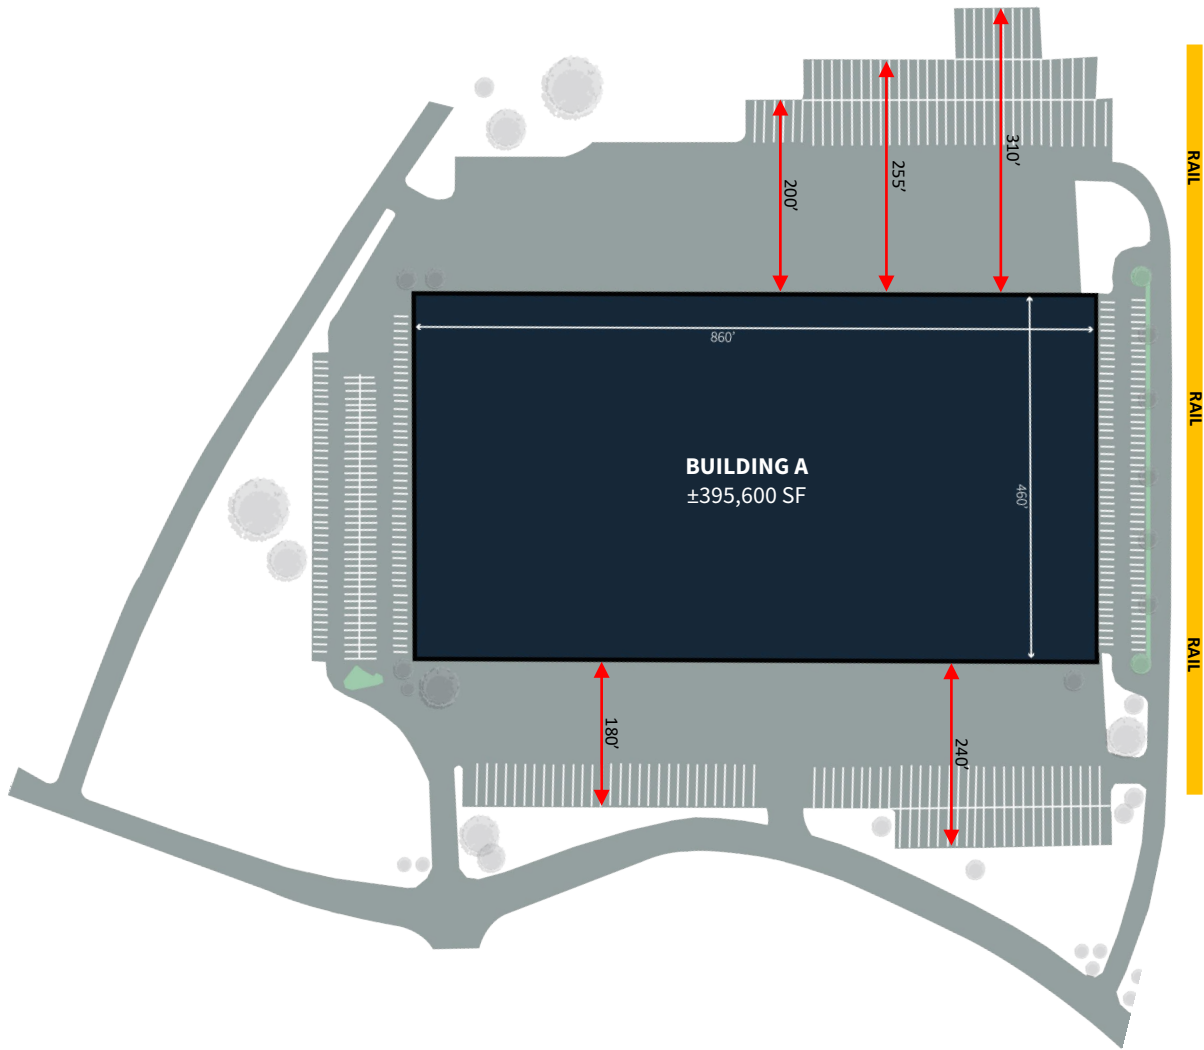 310’
255’
200’
RAIL
860’
RAIL
BUILDING A
±395,600 SF
460’
RAIL
180’
240’